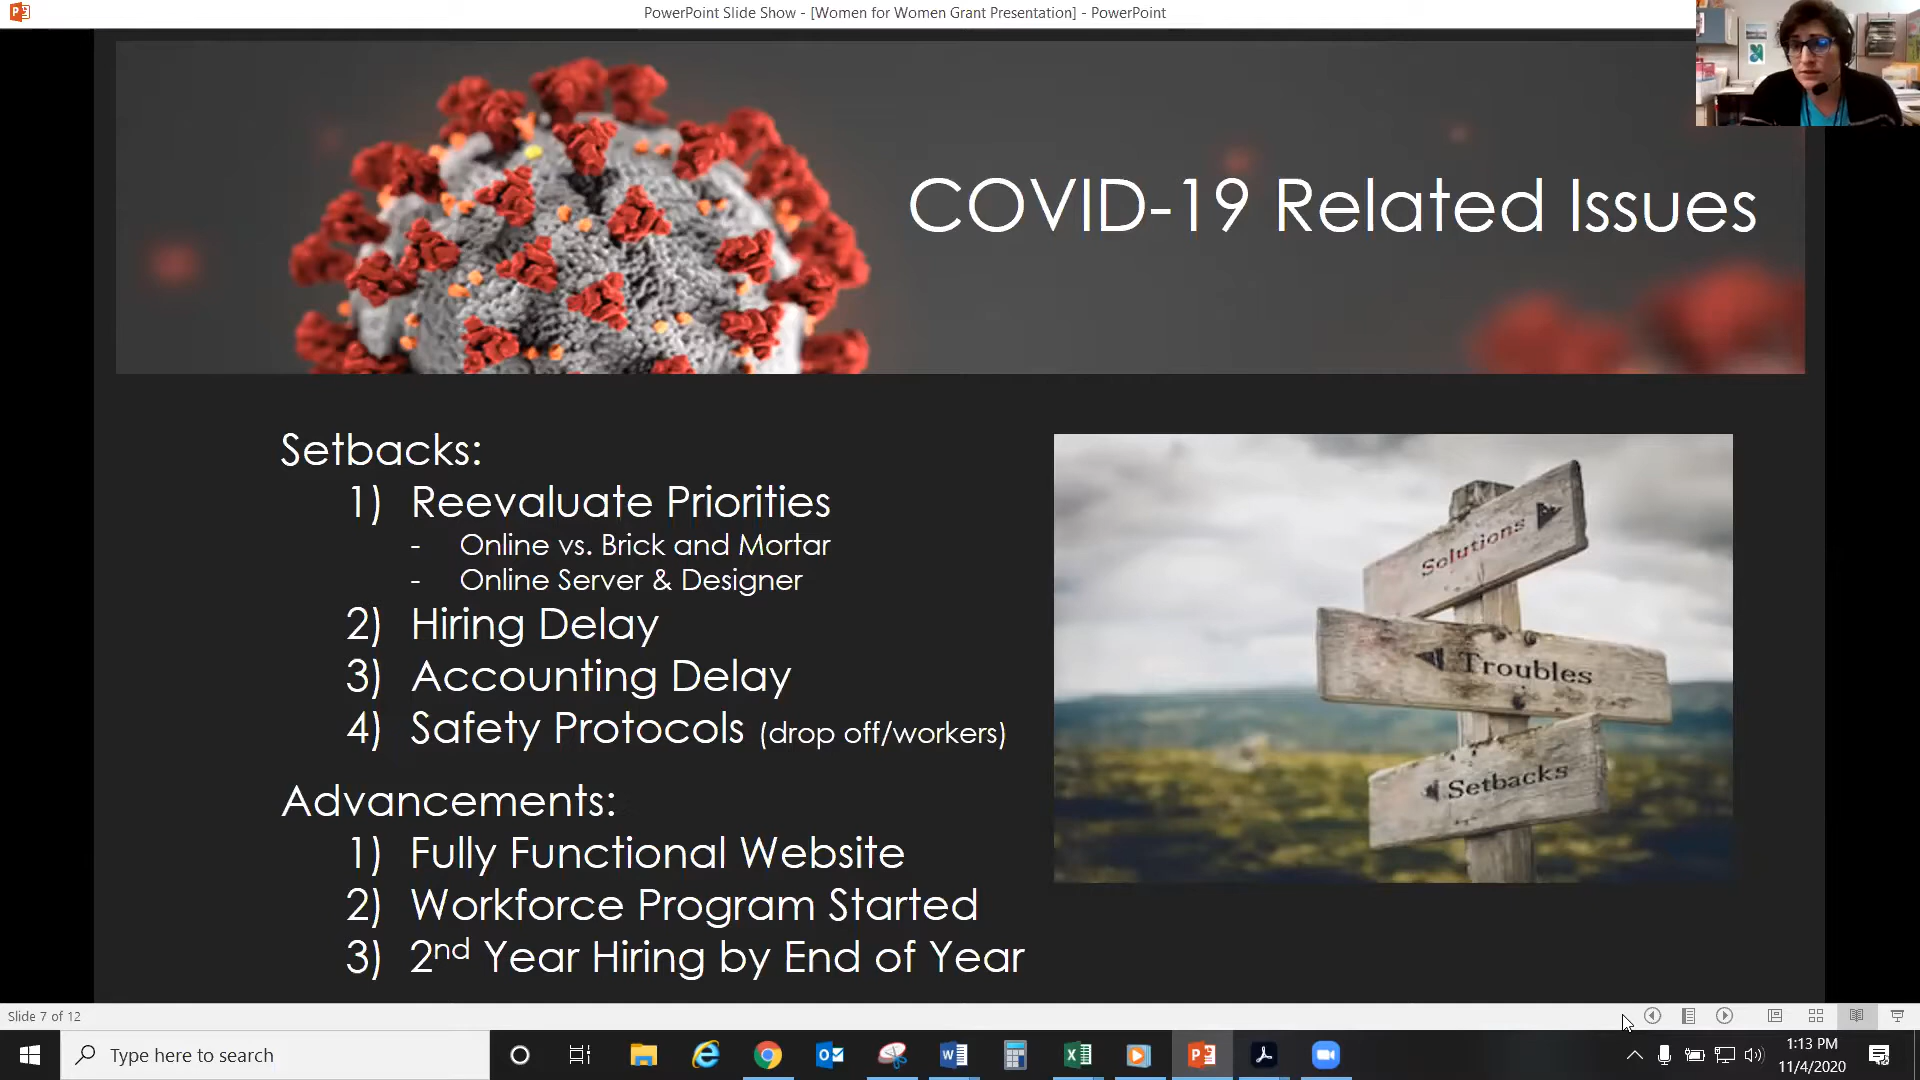 PowerPoint Slide Show - [Women for Women Grant Presentation] - PowerPoint
COVID-19 Related Issues
Setbacks:
1) Reevaluate Priorities
- Online vs. Brick and Mortar
- Online Server & Designer
2) Hiring Delay
3) Accounting Delay
4) Safety Protocols (drop off/workers)
Advancements:
1) Fully Functional Website
2) Workforce Program Started
3) 2nd Year Hiring by End of Year
Solutions
Troubles
Setbacks
Slide 7 of 12
Type here to search
1:13 PM
11/4/2020